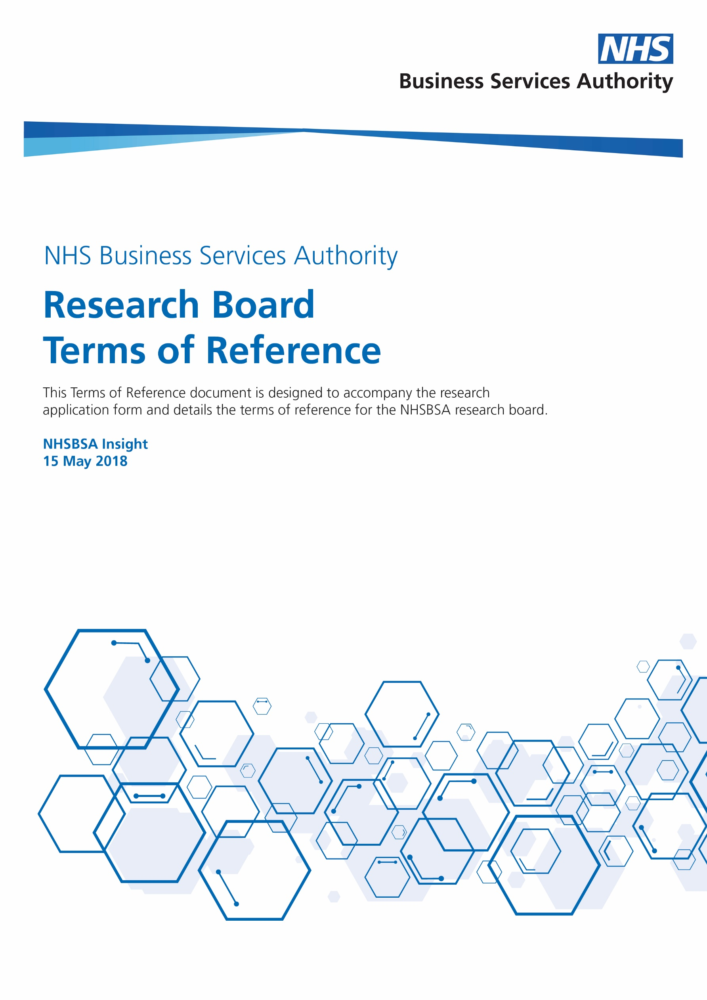 NHS
Business Services Authority
NHS Business Services Authority
Research Board
Terms of Reference
This Terms of Reference document is designed to accompany the research
application form and details the terms of reference for the NHSBSA research board.
NHSBSA Insight
15 May 2018